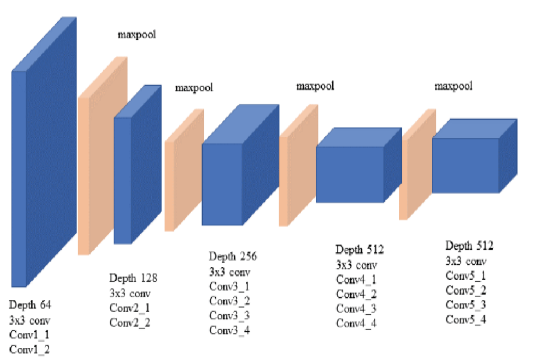 maxpool
maxpool
maxpool
maxpool
Depth 64
3x3 conv
Conv1_1
Conv1_2
Depth 128
3x3 conv
Conv2_1
Conv2_2
Depth 256
3x3 conv
Conv3_1
Conv3_2
Conv3_3
Conv3_4
Depth 512
3x3 conv
Conv4_1
Conv4_2
Conv4_3
Conv4_4
Depth 512
3x3 conv
Conv5_1
Conv5_2
Conv5_3
Conv5_4